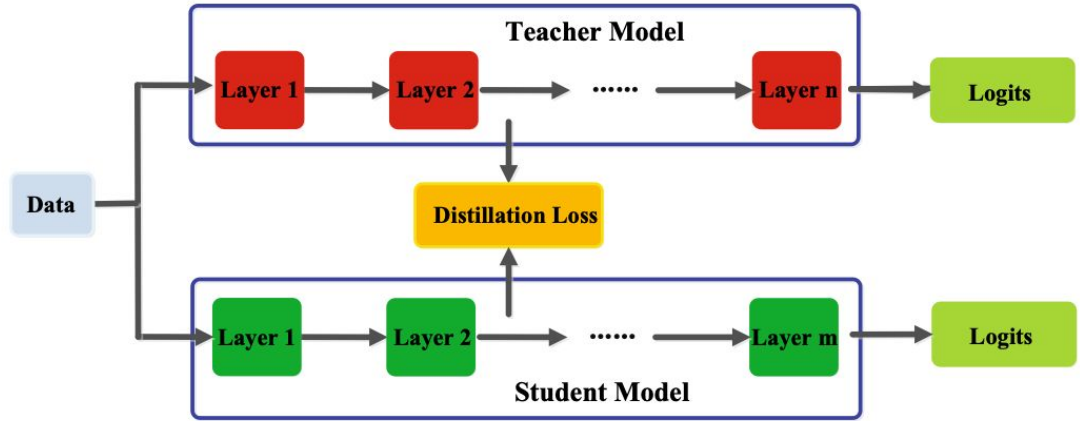 Teacher Model
Layer 1
Layer 2
......
Layer n
Logits
Data
Distillation Loss
Layer 1
Layer 2
......
Layer m
Logits
Student Model